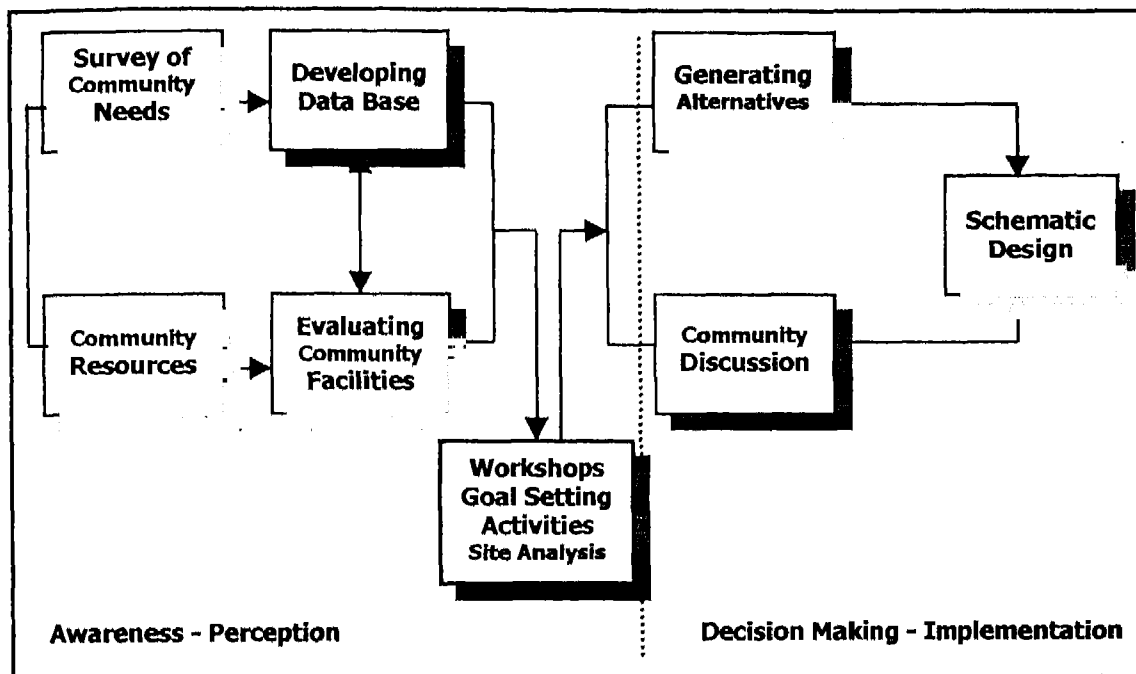 Survey of
Community
Needs
Developing
Data Base
Community
Resources
Evaluating
Community
Facilities
Workshops
Goal Setting
Activities
Site Analysis
Generating
Alternatives
Community
Discussion
Schematic
Design
Awareness - Perception
Decision Making - Implementation